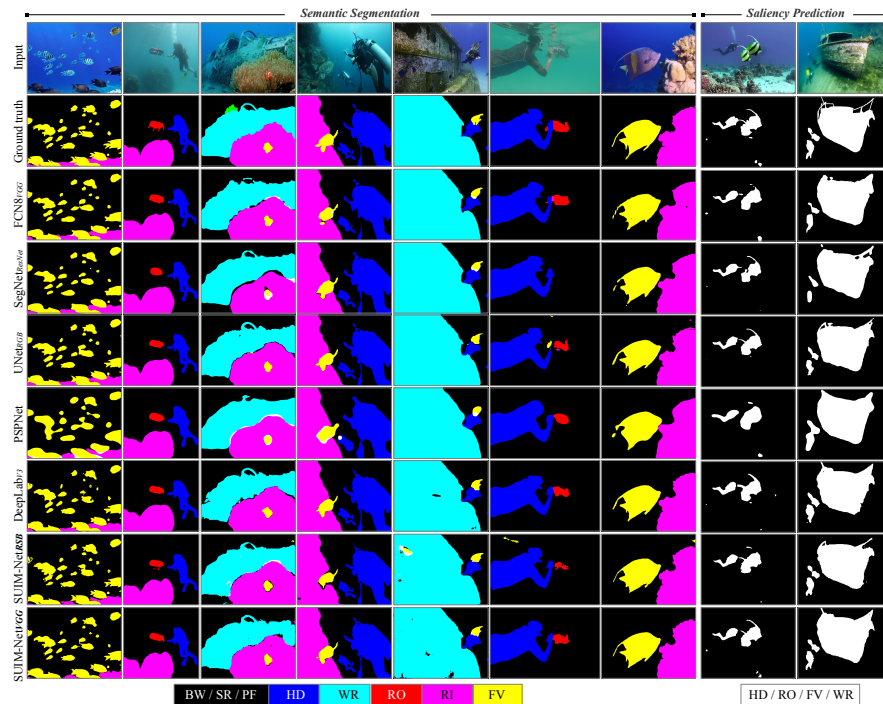 Semantic Segmentation
Saliency Prediction
Input
Ground truth
FCN8VGG
SegNetResNet
UNetRGB
PSPNet
DeepLabV3
SUIM-NetRSB
SUIM-NetVGG
BW / SR / PF HD WR RO RI FV
HD / RO / FV / WR